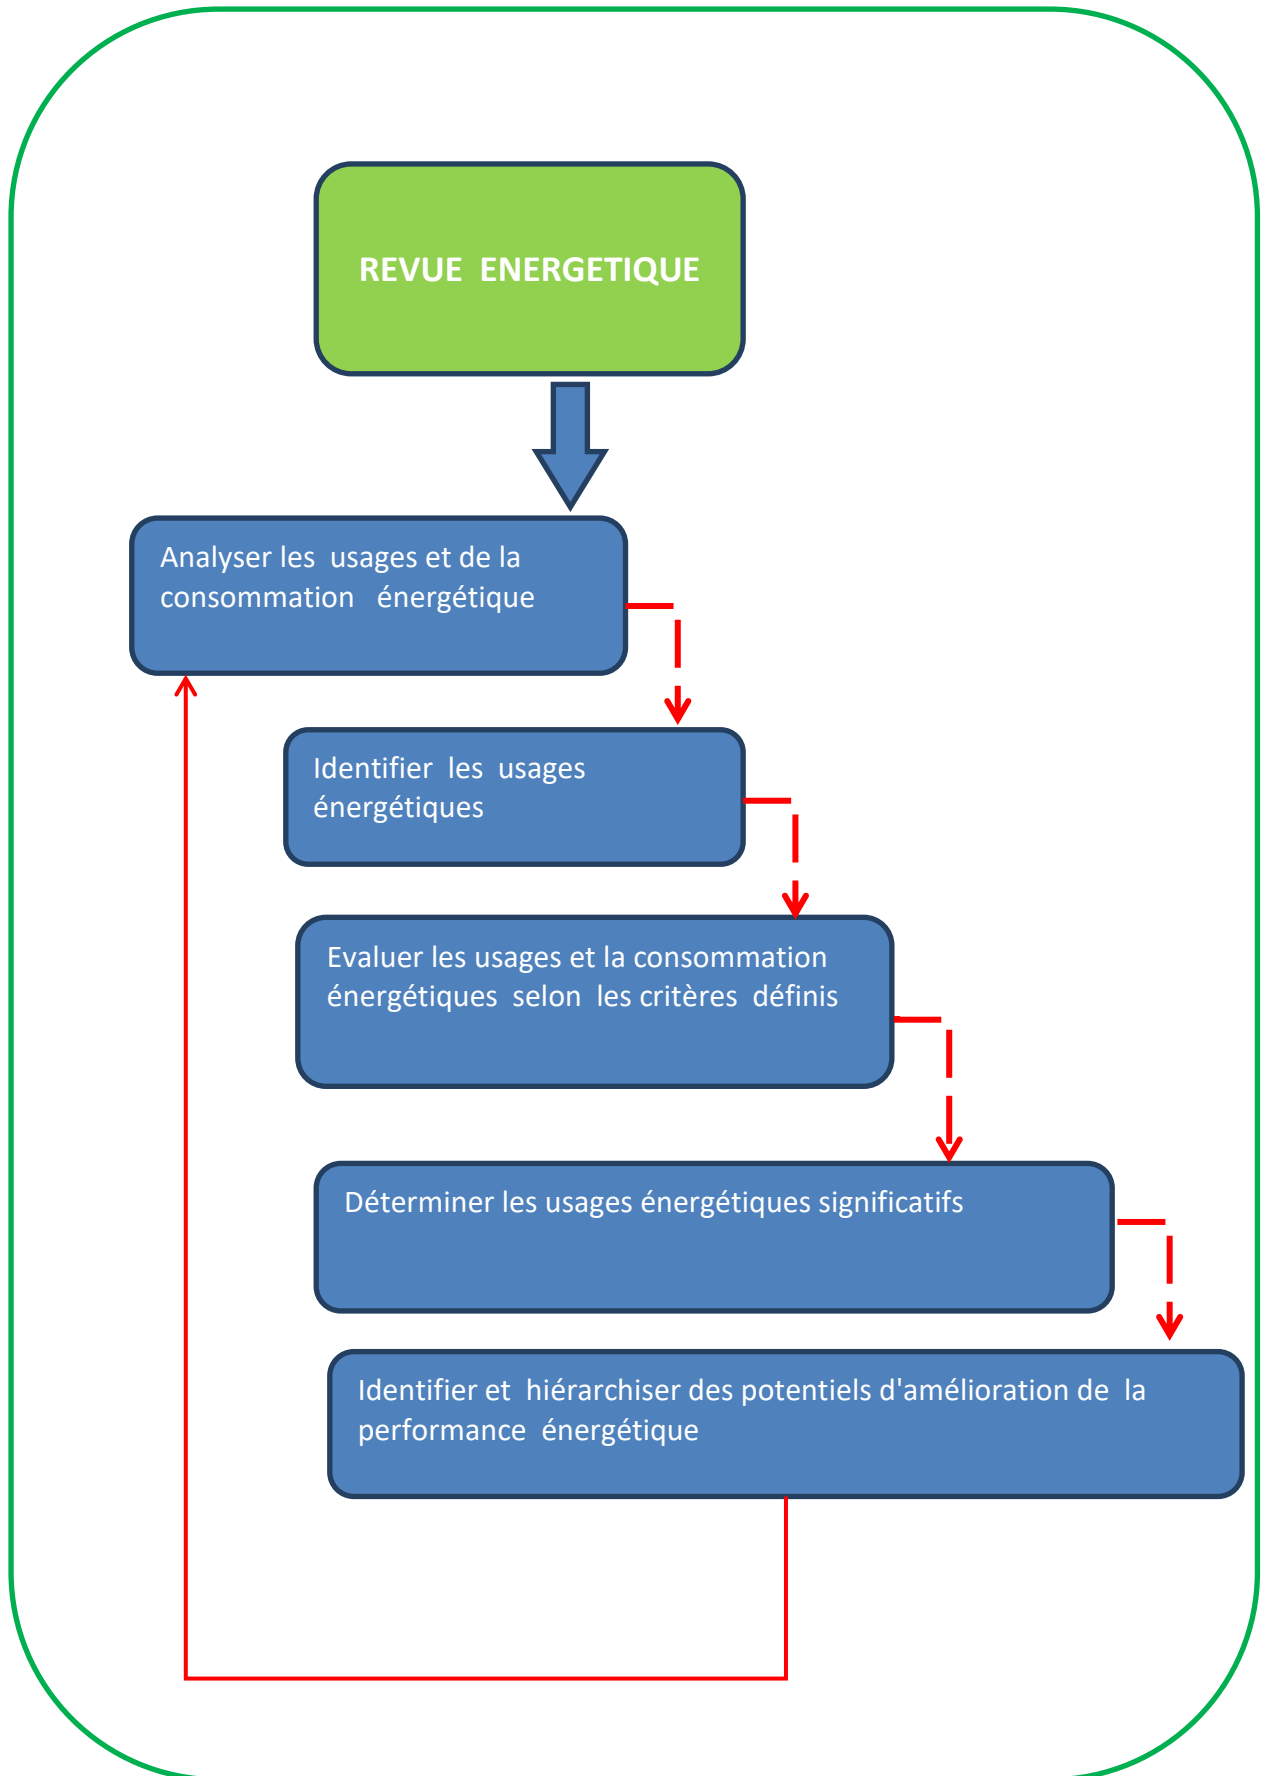 REVUE ENERGETIQUE
Analyser les usages et de la
consommation énergétique
Identifier les usages
énergétiques
Evaluer les usages et la consommation
énergétiques selon les critères définis
Déterminer les usages énergétiques significatifs
Identifier et hiérarchiser des potentiels d'amélioration de la
performance énergétique